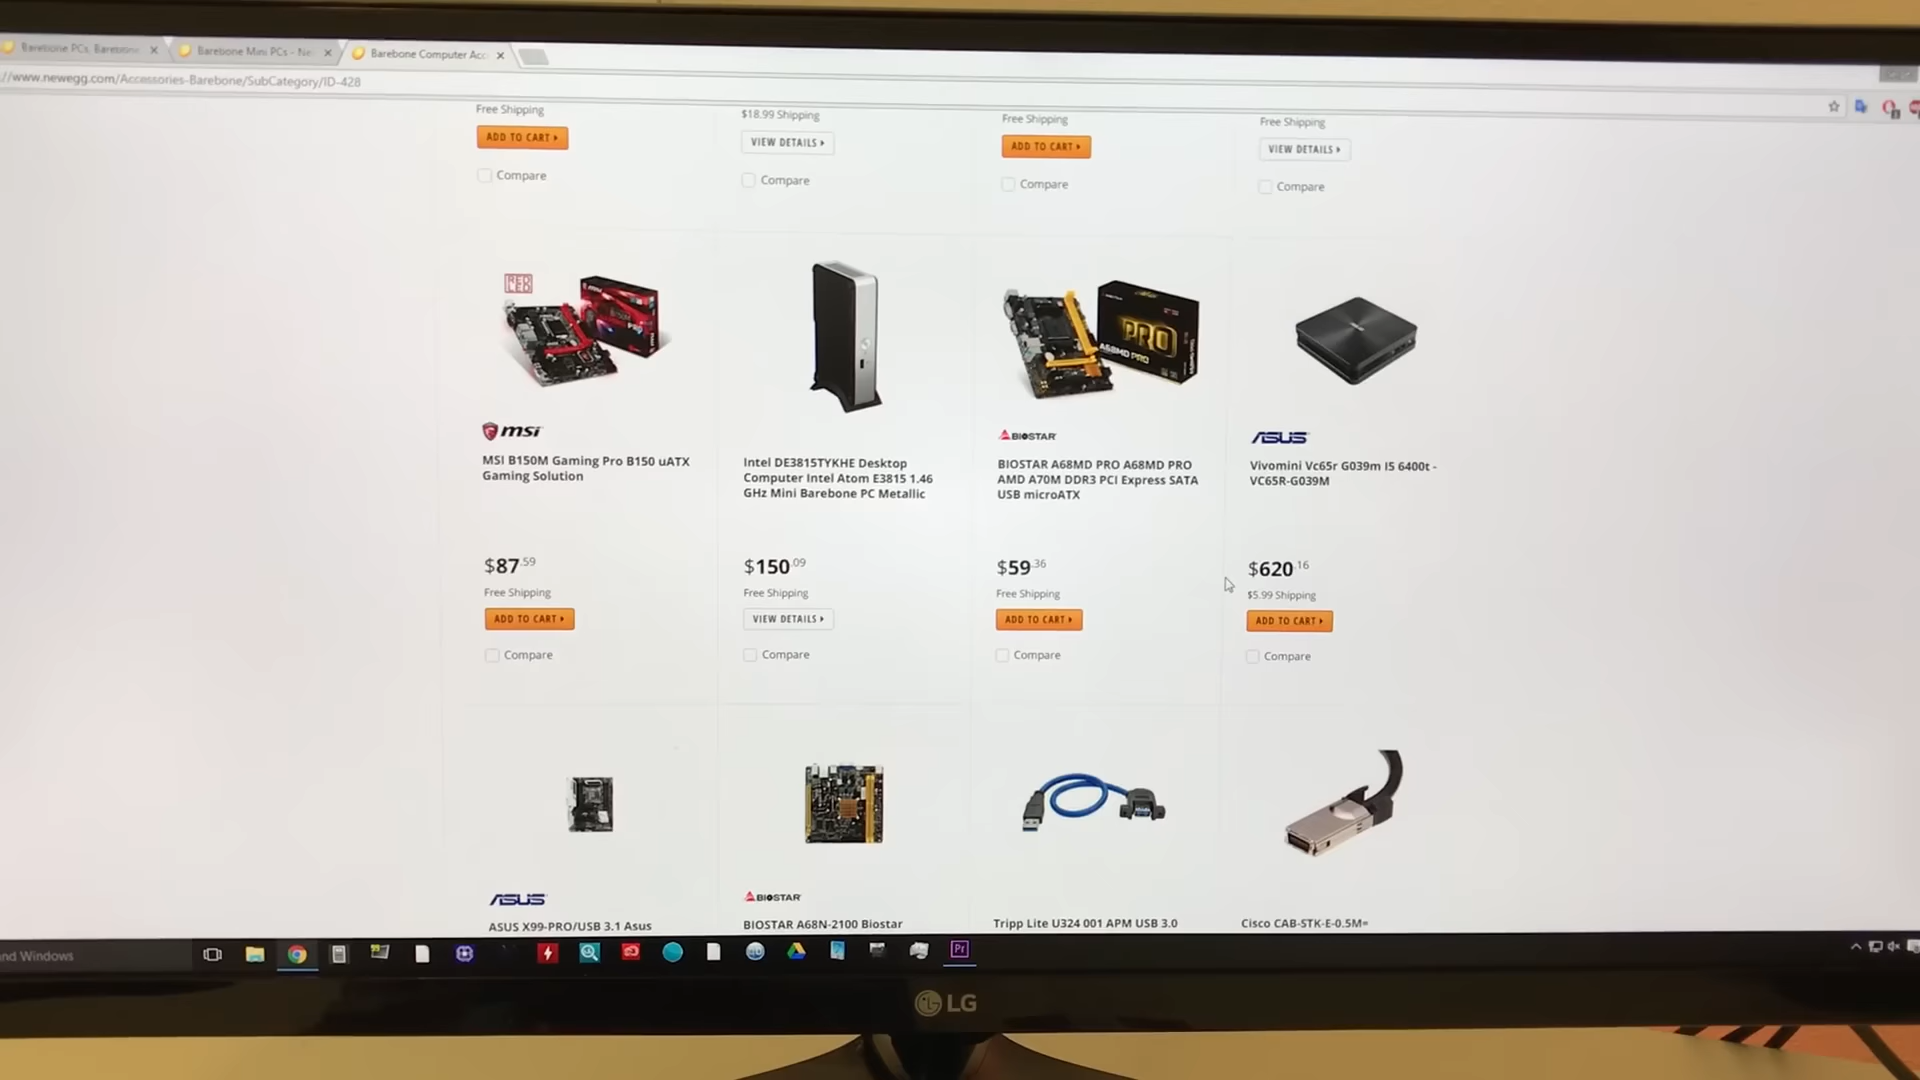 Barebone PCs, Barebone
Barebone Mini PCs - Ne
Barebone Computer Acc
//www.newegg.com/Accessories-Barebone/SubCategory/ID-428
Free Shipping
$18.99 Shipping
Free Shipping
Free Shipping
ADD TO CART
VIEW DETAILS
ADD TO CART
VIEW DETAILS
Compare
Compare
Compare
Compare
RED
LED
PRO
A68MD PRO
msi
BIOSTAR
ASUS
MSI B150M Gaming Pro B150 uATX
Gaming Solution
Intel DE3815TYKHE Desktop
Computer Intel Atom E3815 1.46
GHz Mini Barebone PC Metallic
BIOSTAR A68MD PRO A68MD PRO
AMD A70M DDR3 PCI Express SATA
USB microATX
Vivomini Vc65r G039m I5 6400t -
VC65R-G039M
$87.59
$150.09
$59.36
$620.16
Free Shipping
Free Shipping
Free Shipping
$5.99 Shipping
ADD TO CART
VIEW DETAILS
ADD TO CART
ADD TO CART
Compare
Compare
Compare
Compare
ASUS
BIOSTAR
ASUS X99-PRO/USB 3.1 Asus
BIOSTAR A68N-2100 Biostar
Tripp Lite U324 001 APM USB 3.0
Cisco CAB-STK-E-0.5M=
nd Windows
Pr
LG